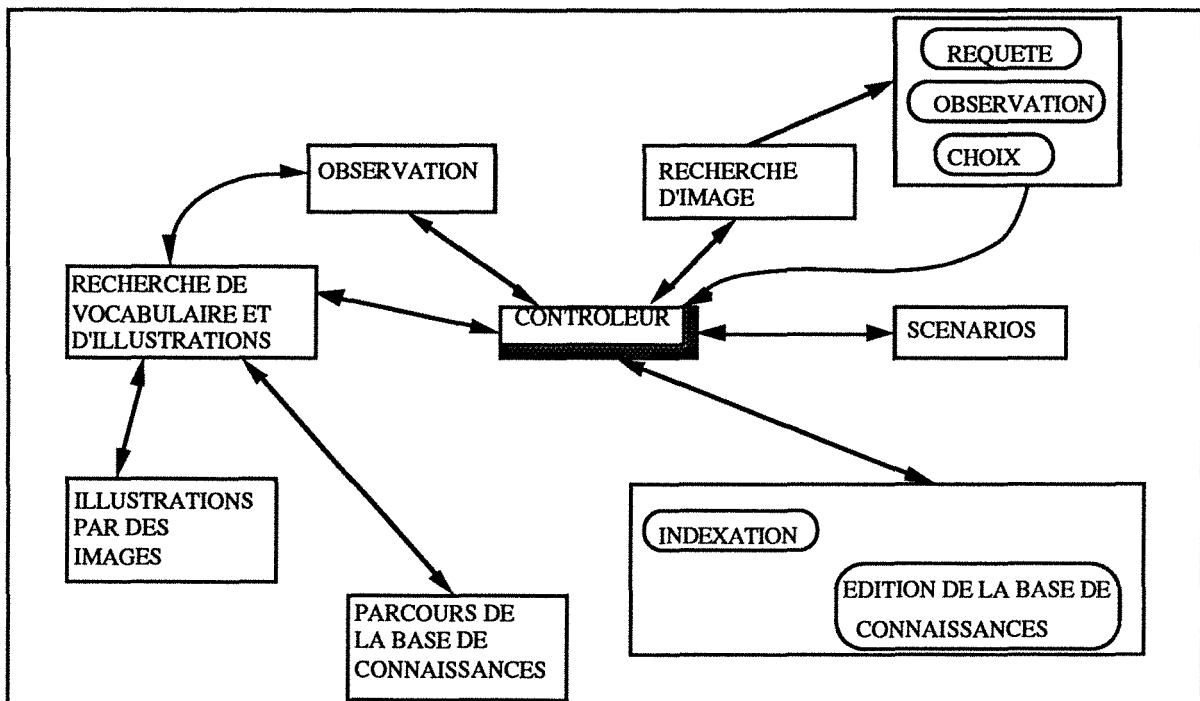 REQUETE
OBSERVATION
CHOIX
OBSERVATION
RECHERCHE
D'IMAGE
RECHERCHE DE
VOCABULAIRE ET
D'ILLUSTRATIONS
CONTROLEUR
SCENARIOS
ILLUSTRATIONS
PAR DES
IMAGES
INDEXATION
EDITION DE LA BASE DE
CONNAISSANCES
PARCOURS DE
LA BASE DE
CONNAISSANCES